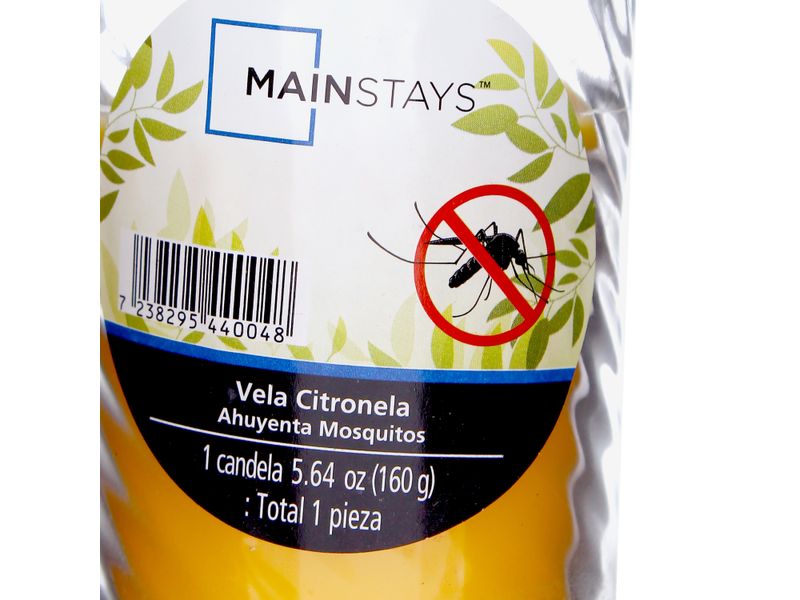 MAINSTAYS™
7 238295 440048
Vela Citronela
Ahuyenta Mosquitos
1 candela 5.64 oz (160 g)
: Total 1 pieza